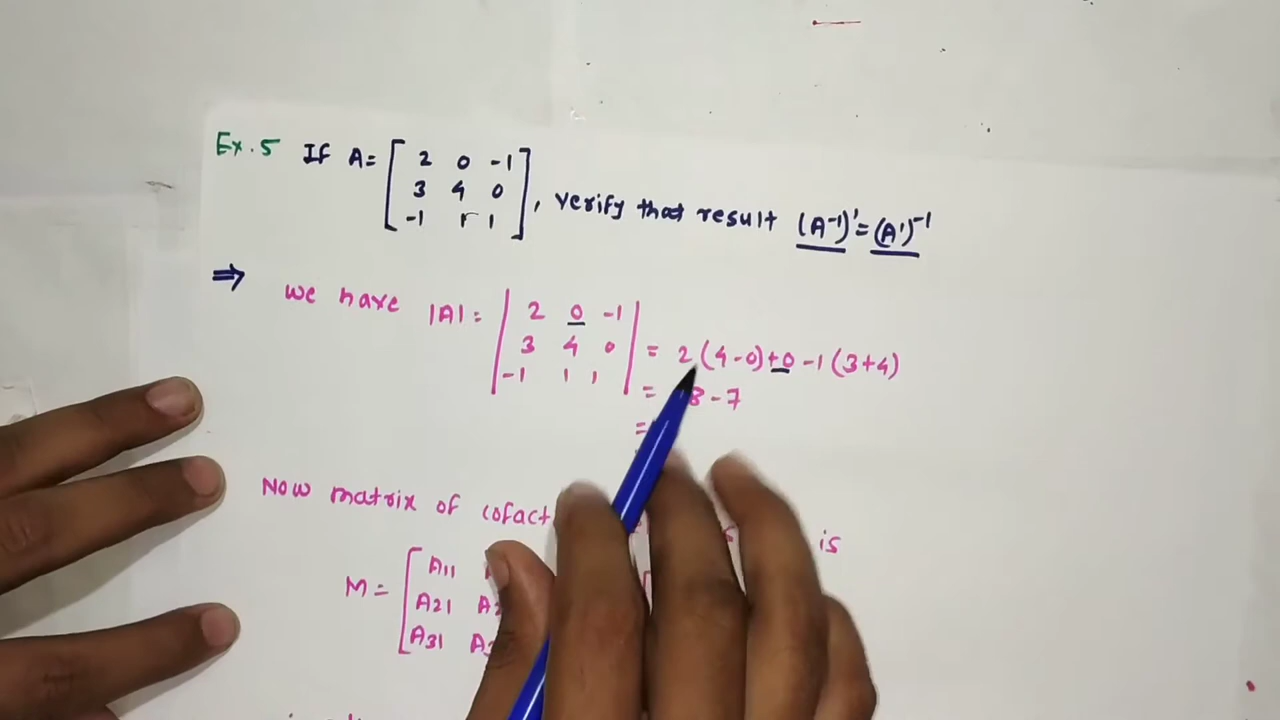 Ex.5 If A= [ 2 0 -1
3 4 0
-1 1 1 ], verify that result (A-1)'=(A')-1
⇒ we have |A|= | 2 0 -1
3 4 0
-1 1 1 | = 2(4-0)+0-1(3+4)
= 8-7
=
Now matrix of is
M= [ A11
A21
A31